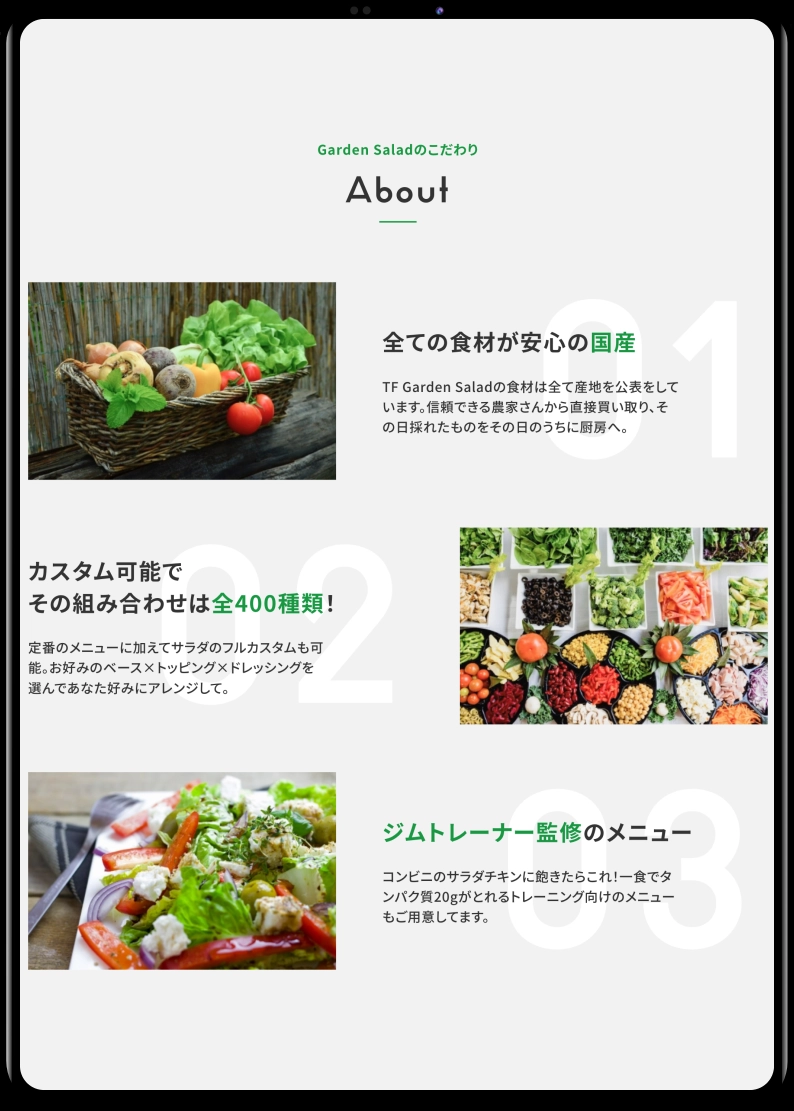 Garden Saladのこだわり
About
01
全ての食材が安心の国産
TF Garden Saladの食材は全て産地を公表をして
います。信頼できる農家さんから直接買い取り、そ
の日採れたものをその日のうちに厨房へ。
02
カスタム可能で
その組み合わせは全400種類！
定番のメニューに加えてサラダのフルカスタムも可
能。お好みのベース×トッピング×ドレッシングを
選んであなた好みにアレンジして。
03
ジムトレーナー監修のメニュー
コンビニのサラダチキンに飽きたらこれ！一食でタ
ンパク質20gがとれるトレーニング向けのメニュー
もご用意してます。